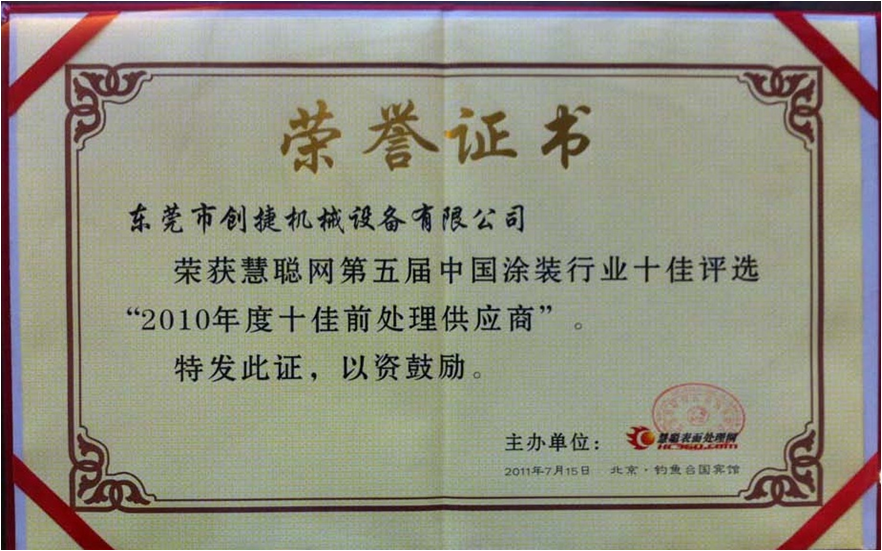 荣誉证书
东莞市创捷机械设备有限公司
荣获慧聪网第五届中国涂装行业十佳评选
“2010年度十佳前处理供应商”。
特发此证，以资鼓励。
主办单位：慧聪表面处理网
HC360.com
2011年7月15日 北京·钓鱼台国宾馆